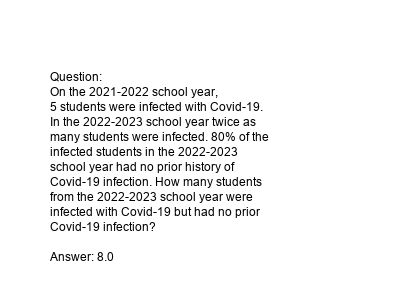 Question:
On the 2021-2022 school year,
5 students were infected with Covid-19.
In the 2022-2023 school year twice as
many students were infected. 80% of the
infected students in the 2022-2023
school year had no prior history of
Covid-19 infection. How many students
from the 2022-2023 school year were
infected with Covid-19 but had no prior
Covid-19 infection?
Answer: 8.0